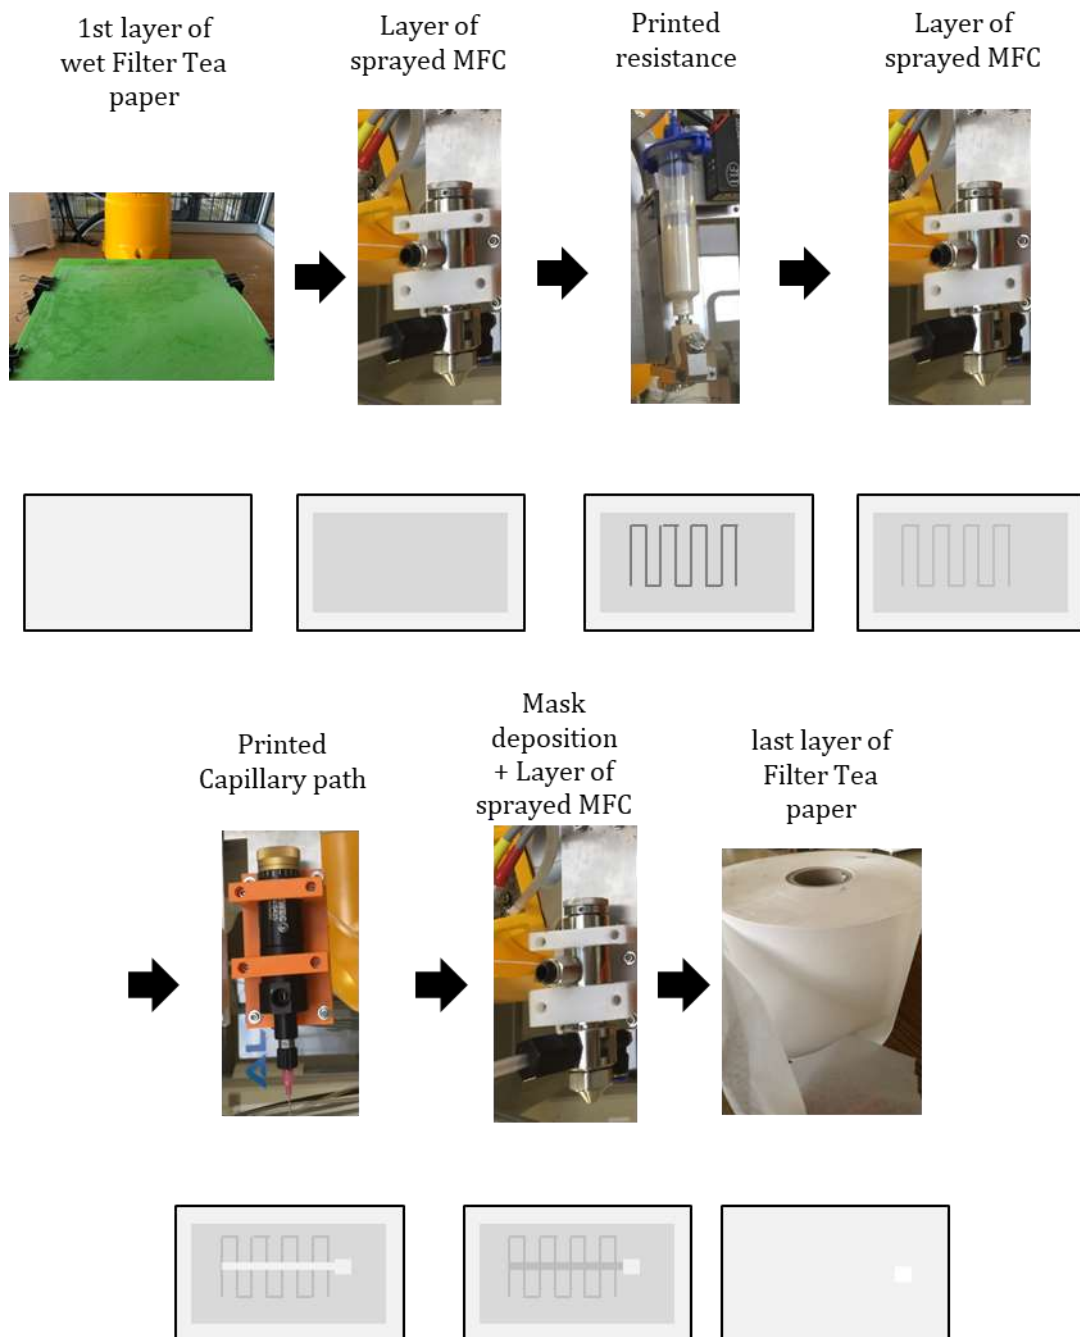 1st layer of
wet Filter Tea
paper
Layer of
sprayed MFC
Printed
resistance
Layer of
sprayed MFC
Printed
Capillary path
Mask
deposition
+ Layer of
sprayed MFC
last layer of
Filter Tea
paper